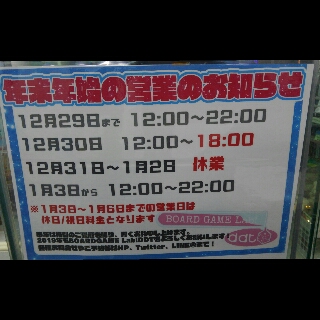 年末年始の営業のお知らせ
12月29日まで 12:00～22:00
12月30日 12:00～18:00
12月31日～1月2日 休業
1月3日から 12:00～22:00
※1月3日～1月6日までの営業日は
休日/祝日料金となります
BOARD GAME LAB!
DDT
2019年もBOARDGAME Lab!DDTをよろしくお願いします!